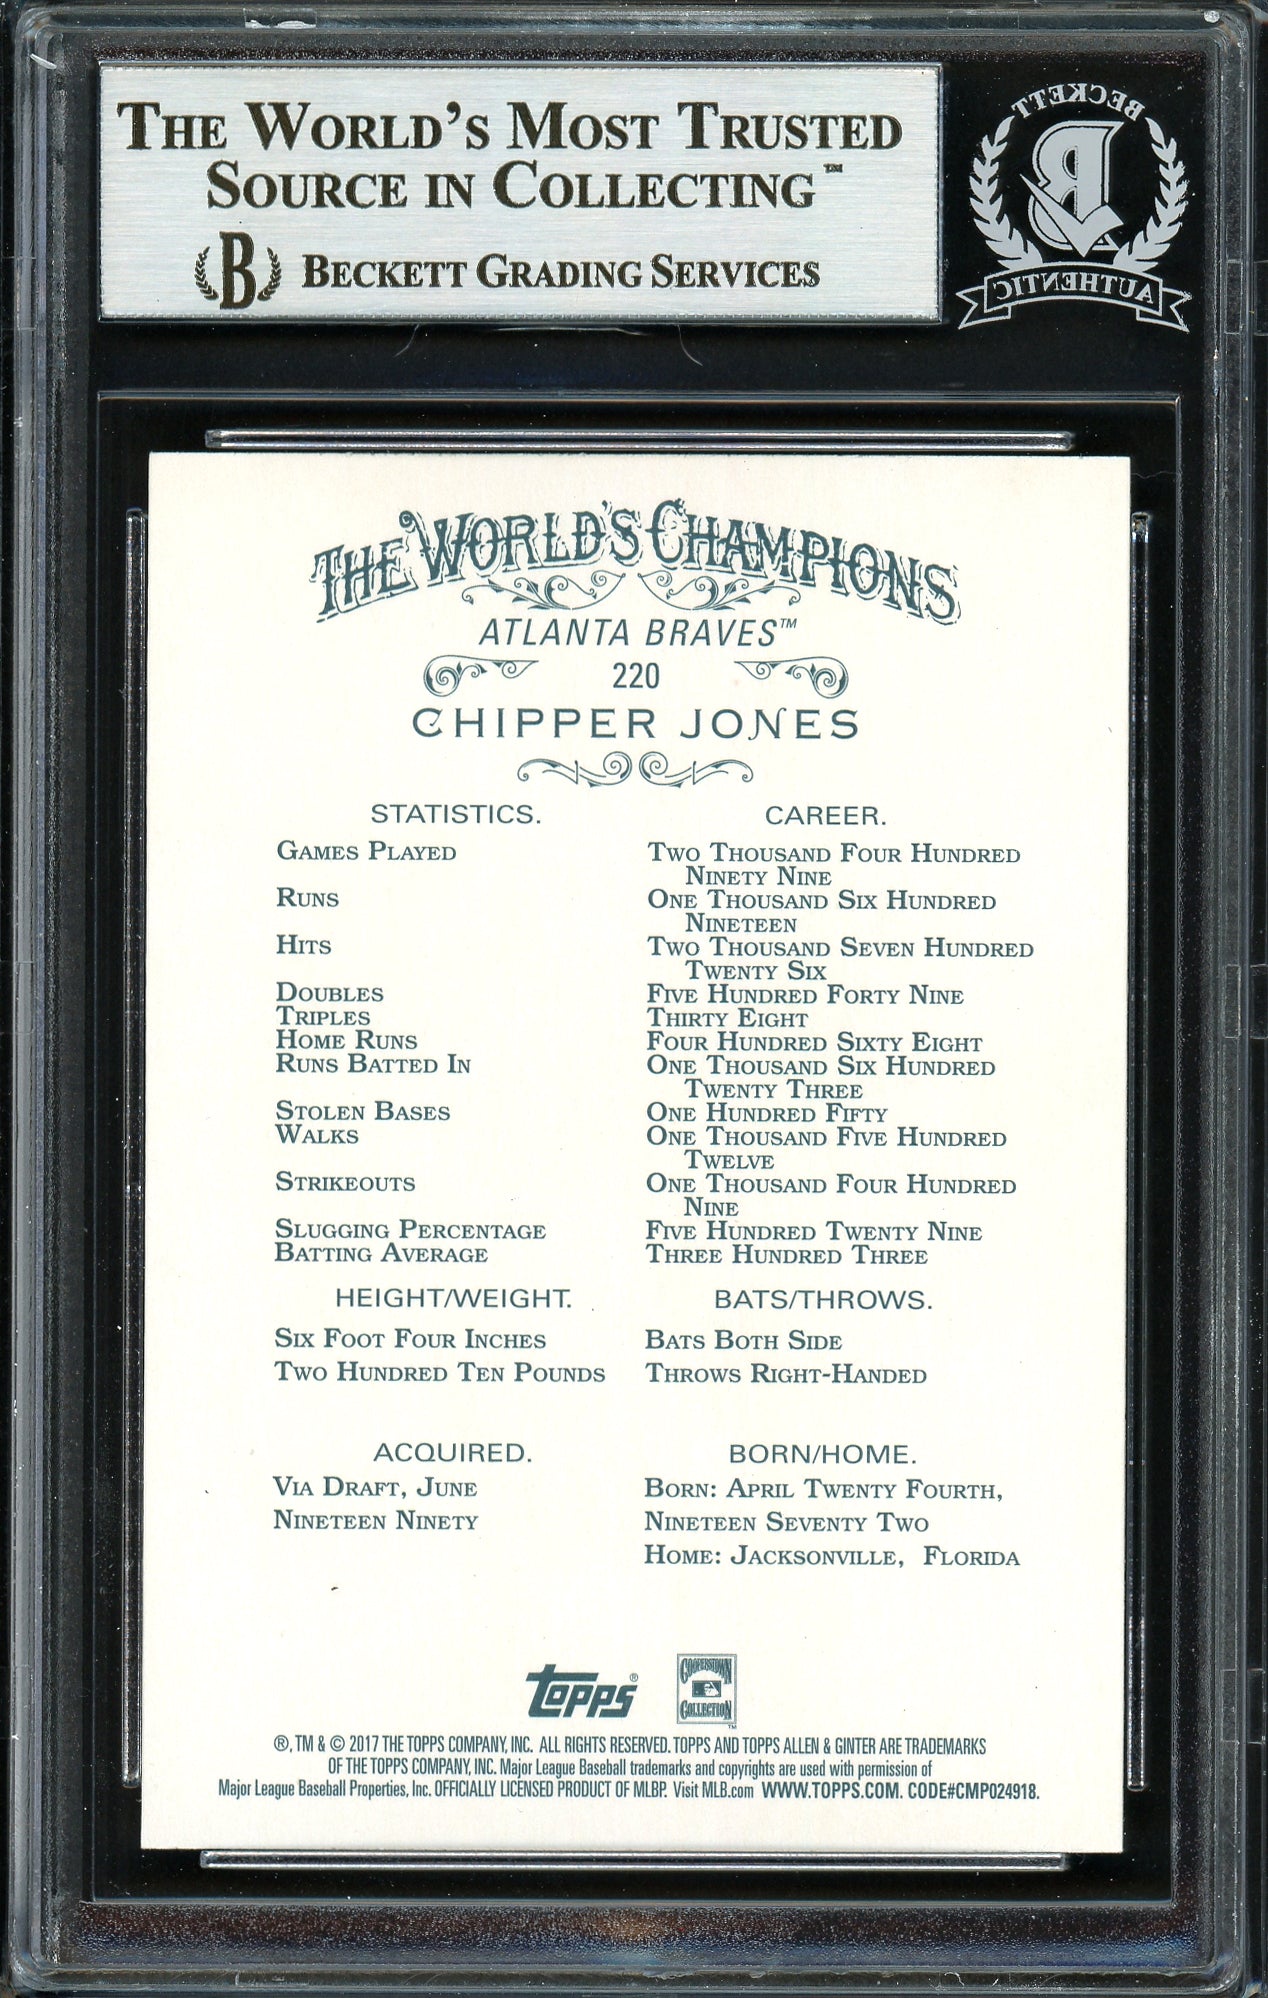 The World's Most Trusted
Source in Collecting™
B Beckett Grading Services
BECKETT
B
AUTHENTIC
THE WORLD'S CHAMPIONS
ATLANTA BRAVES™
220
CHIPPER JONES
STATISTICS. CAREER.
Games Played Two Thousand Four Hundred
Ninety Nine
Runs One Thousand Six Hundred
Nineteen
Hits Two Thousand Seven Hundred
Twenty Six
Doubles Five Hundred Forty Nine
Triples Thirty Eight
Home Runs Four Hundred Sixty Eight
Runs Batted In One Thousand Six Hundred
Twenty Three
Stolen Bases One Hundred Fifty
Walks One Thousand Five Hundred
Twelve
Strikeouts One Thousand Four Hundred
Nine
Slugging Percentage Five Hundred Twenty Nine
Batting Average Three Hundred Three
HEIGHT/WEIGHT. BATS/THROWS.
Six Foot Four Inches Bats Both Side
Two Hundred Ten Pounds Throws Right-Handed
ACQUIRED. BORN/HOME.
Via Draft, June Born: April Twenty Fourth,
Nineteen Ninety Nineteen Seventy Two
Home: Jacksonville, Florida
Topps®
COOPERSTOWN
COLLECTION™
®, TM & © 2017 THE TOPPS COMPANY, INC. ALL RIGHTS RESERVED. TOPPS AND TOPPS ALLEN & GINTER ARE TRADEMARKS
OF THE TOPPS COMPANY, INC. Major League Baseball trademarks and copyrights are used with permission of
Major League Baseball Properties, Inc. OFFICIALLY LICENSED PRODUCT OF MLBP. Visit MLB.com WWW.TOPPS.COM. CODE#CMP024918.